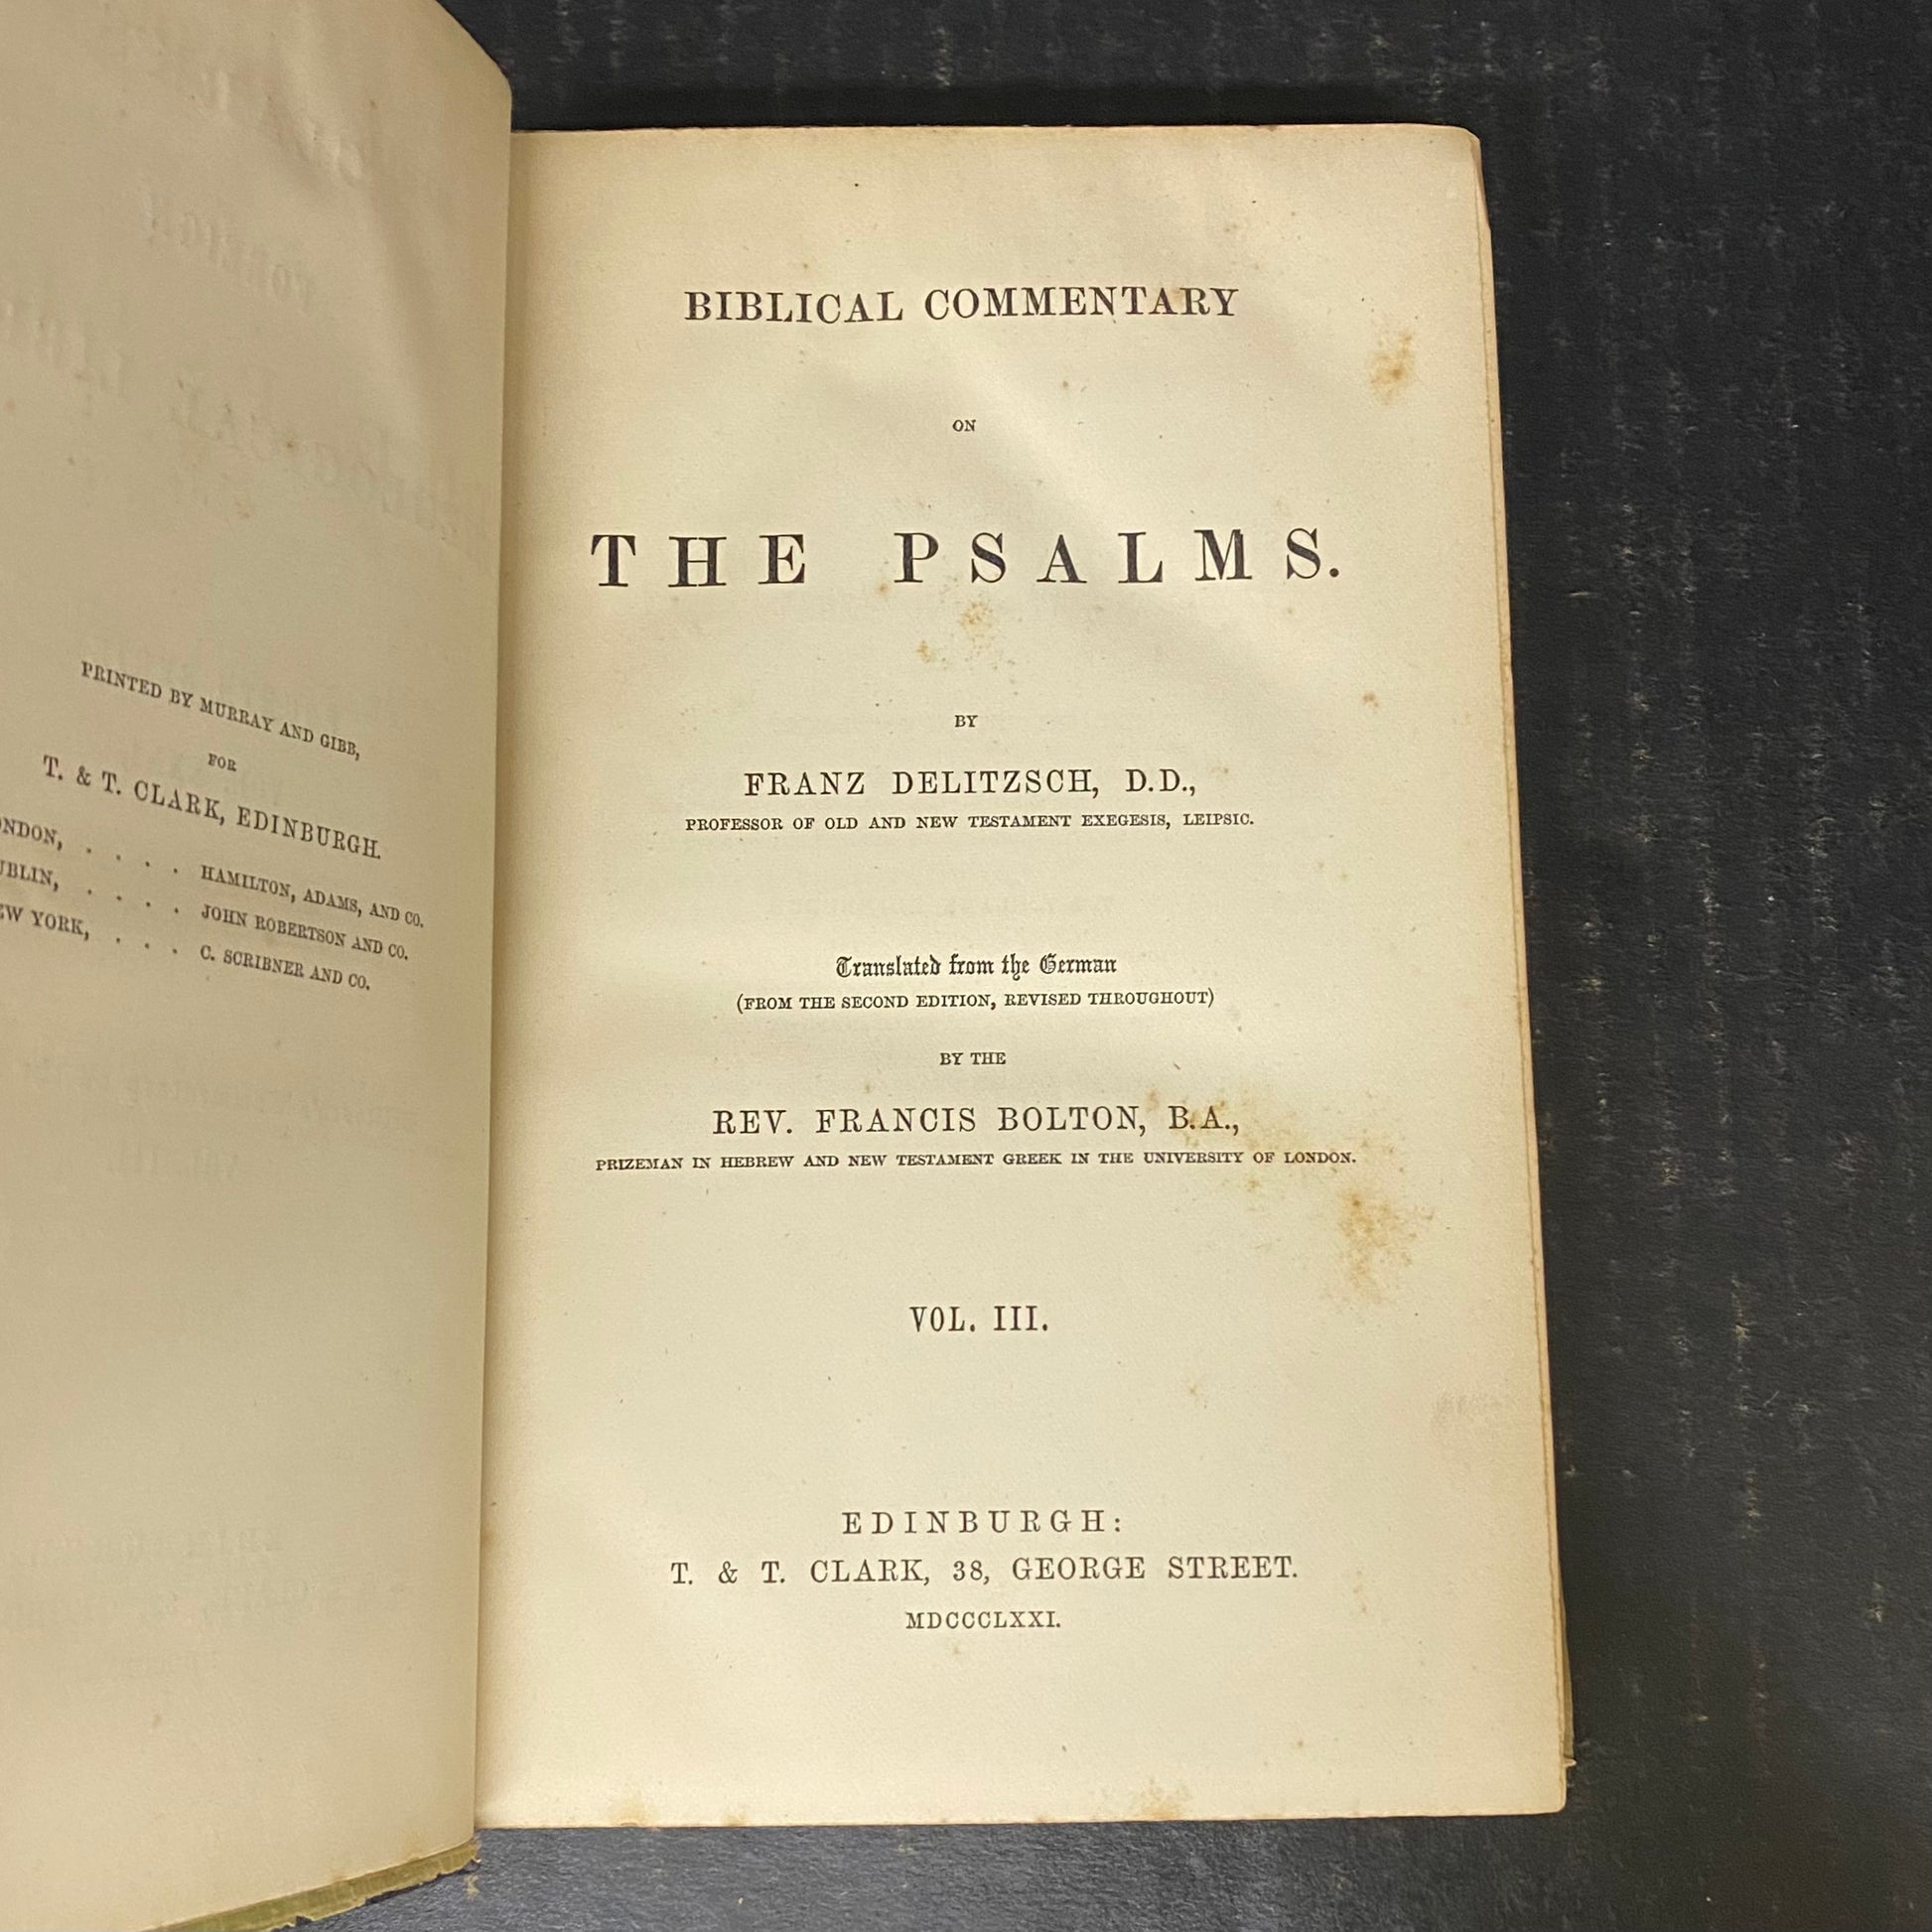 PRINTED BY MURRAY AND GIBB,
FOR
T. & T. CLARK, EDINBURGH.
HAMILTON, ADAMS, AND CO.
JOHN ROBERTSON AND CO.
YORK, . . . C. SCRIBNER AND CO.
BIBLICAL COMMENTARY
ON
THE PSALMS.
BY
FRANZ DELITZSCH, D.D.,
PROFESSOR OF OLD AND NEW TESTAMENT EXEGESIS, LEIPSIC.
Translated from the German
(FROM THE SECOND EDITION, REVISED THROUGHOUT)
BY THE
REV. FRANCIS BOLTON, B.A.,
PRIZEMAN IN HEBREW AND NEW TESTAMENT GREEK IN THE UNIVERSITY OF LONDON.
VOL. III.
EDINBURGH:
T. & T. CLARK, 38, GEORGE STREET.
MDCCCLXXI.